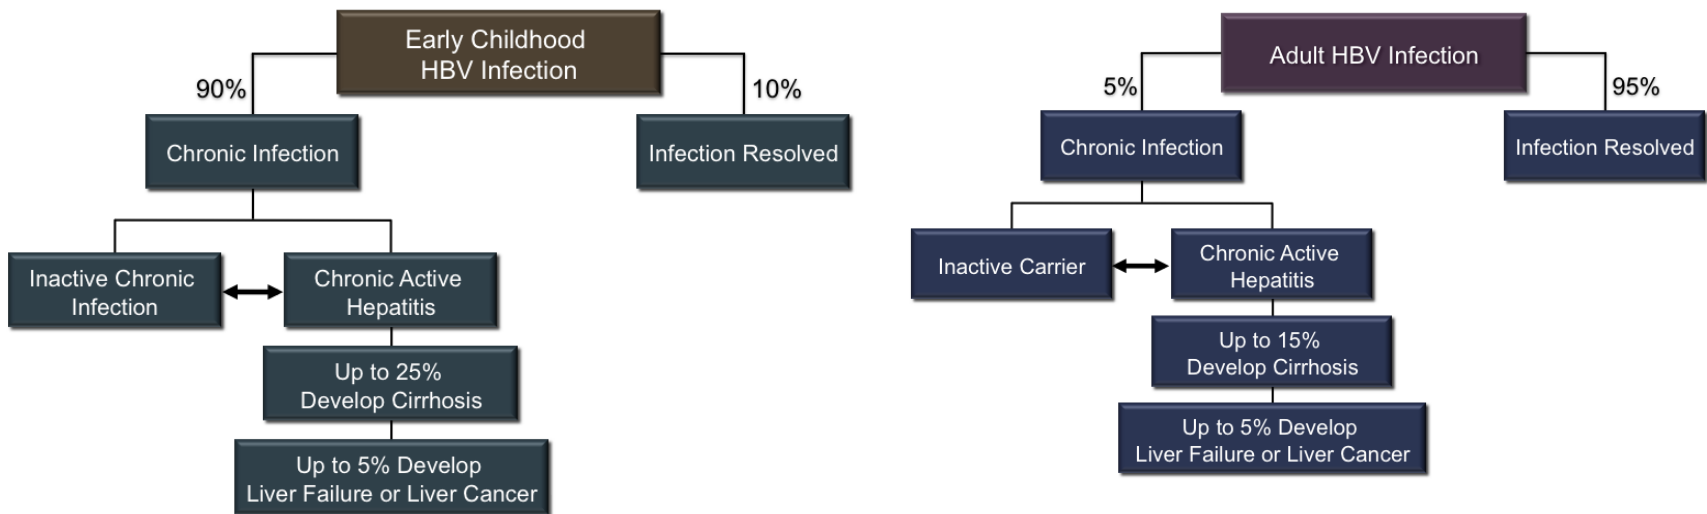 Early Childhood
HBV Infection
90%
10%
Chronic Infection
Infection Resolved
Inactive Chronic
Infection
Chronic Active
Hepatitis
Up to 25%
Develop Cirrhosis
Up to 5% Develop
Liver Failure or Liver Cancer
Adult HBV Infection
5%
95%
Chronic Infection
Infection Resolved
Inactive Carrier
Chronic Active
Hepatitis
Up to 15%
Develop Cirrhosis
Up to 5% Develop
Liver Failure or Liver Cancer